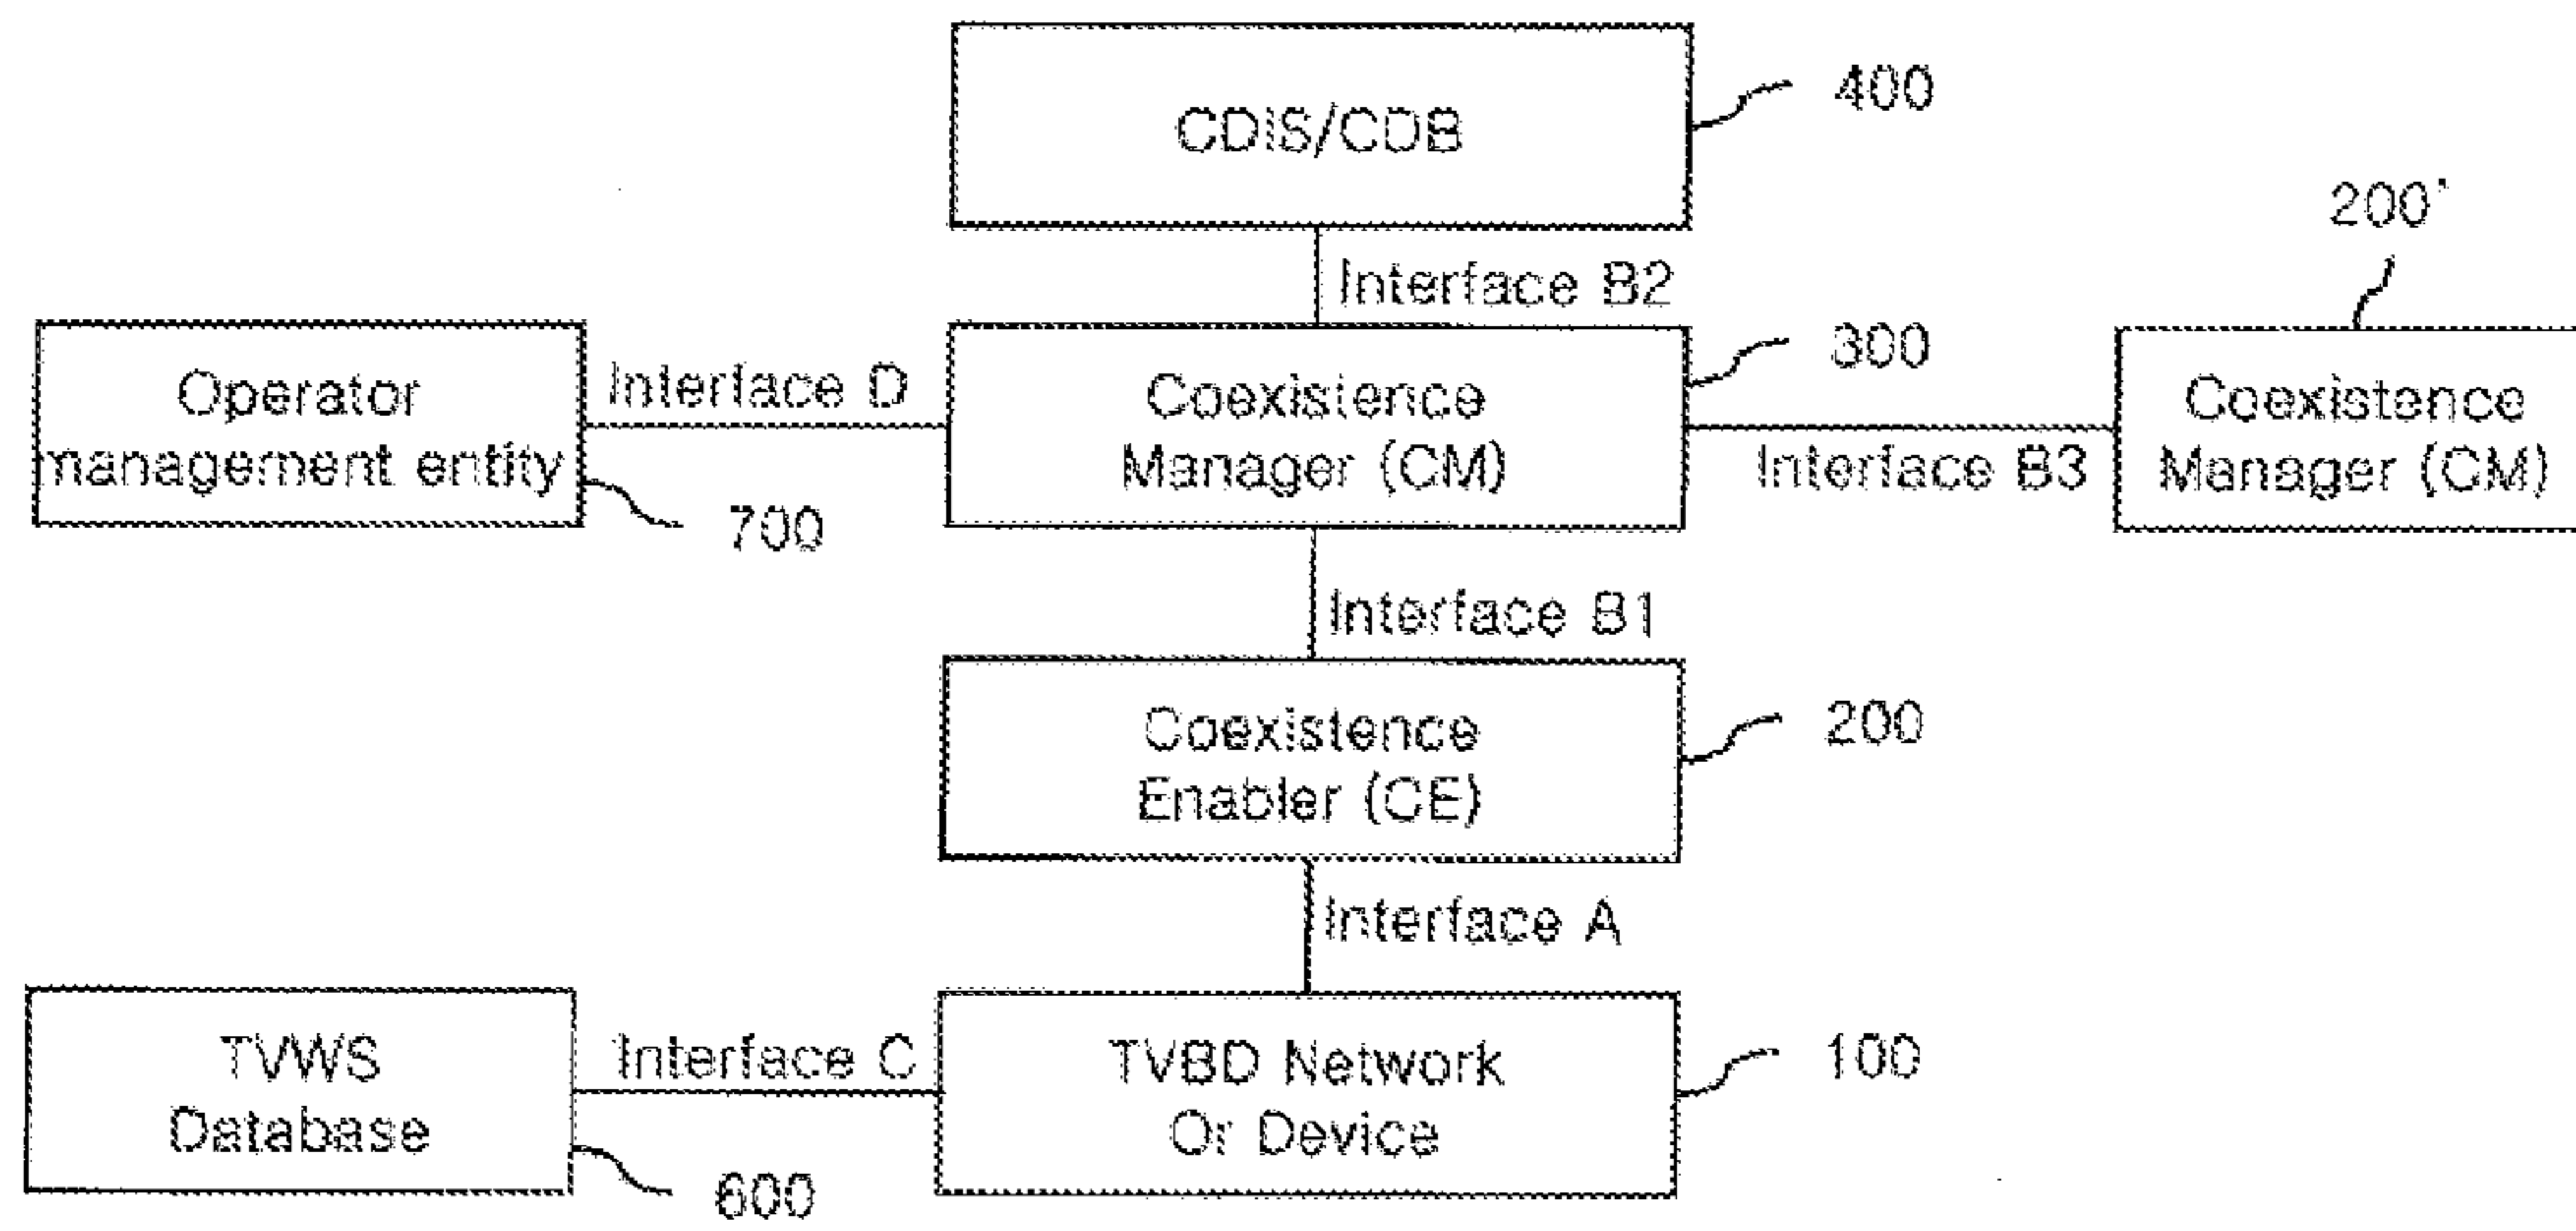 CDIS/CDB
400
200'
Interface B2
Operator
management entity
700
Interface D
Coexistence
Manager (CM)
300
Interface B3
Coexistence
Manager (CM)
Interface B1
Coexistence
Enabler (CE)
200
Interface A
TVWS
Database
600
Interface C
TVBD Network
Or Device
100